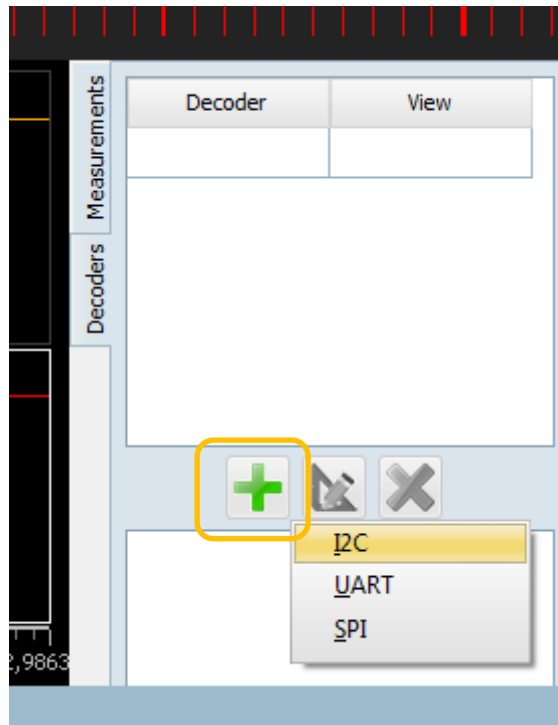 Measurements
Decoders
Decoder View
I2C
UART
SPI
2,9863